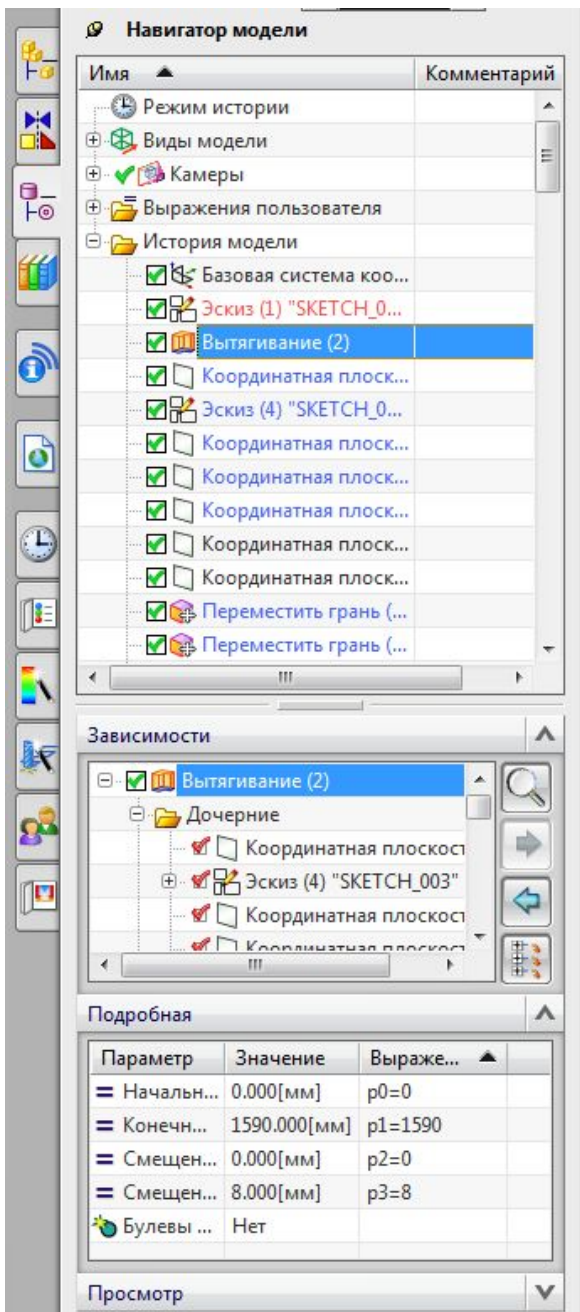 Навигатор модели
Имя Комментарий
Режим истории
Виды модели
Камеры
Выражения пользователя
История модели
Базовая система коо...
Эскиз (1) "SKETCH_0...
Вытягивание (2)
Координатная плоск...
Эскиз (4) "SKETCH_0...
Координатная плоск...
Координатная плоск...
Координатная плоск...
Координатная плоск...
Координатная плоск...
Переместить грань (...
Переместить грань (...
Зависимости
Вытягивание (2)
Дочерние
Координатная плоскост
Эскиз (4) "SKETCH_003"
Координатная плоскост
Координатная плоскост
Подробная
Параметр Значение Выраже...
Начальн... 0.000[мм] p0=0
Конечн... 1590.000[мм] p1=1590
Смещен... 0.000[мм] p2=0
Смещен... 8.000[мм] p3=8
Булевы ... Нет
Просмотр